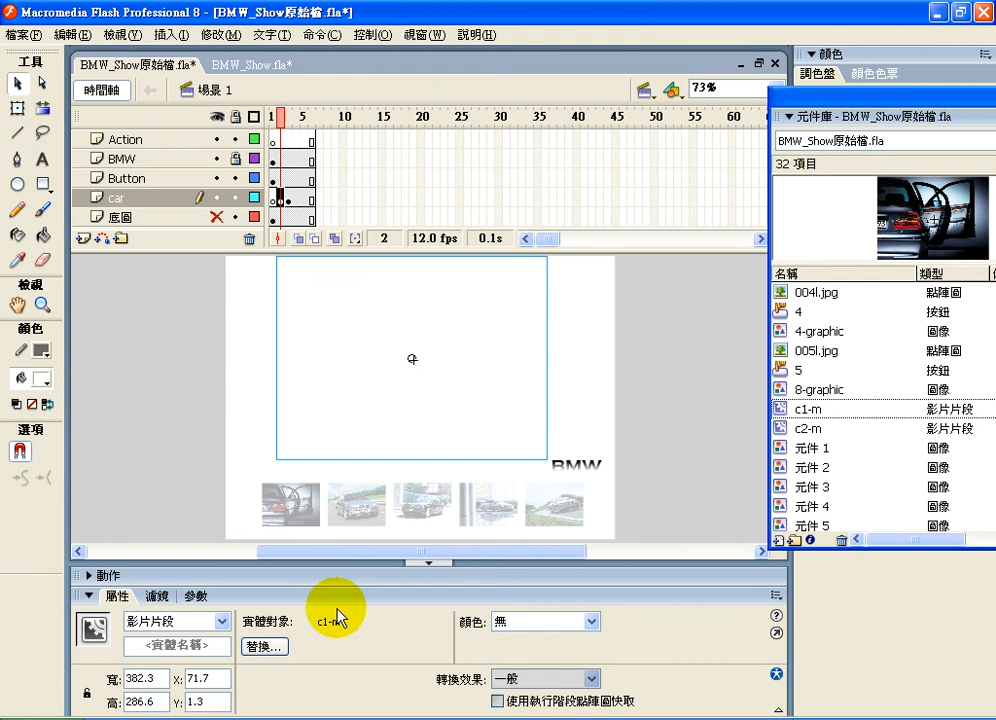 Macromedia Flash Professional 8 - [BMW_Show原始檔.fla*]
檔案(F) 編輯(E) 檢視(V) 插入(I) 修改(M) 文字(T) 命令(C) 控制(O) 視窗(W) 說明(H)
工具
檢視
顏色
選項
BMW_Show原始檔.fla* BMW_Show.fla*
時間軸 場景 1 73%
1 5 10 15 20 25 30 35 40 45 50 55 60
Action
BMW
Button
car
底圖
2 12.0 fps 0.1s
BMW
動作
屬性 濾鏡 參數
影片片段 實體對象: c1-m 顏色: 無
<實體名稱> 替換...
寬: 382.3 X: 71.7 轉換效果: 一般
高: 286.6 Y: 1.3 使用執行階段點陣圖快取
顏色
調色盤 顏色色票
元件庫 - BMW_Show原始檔.fla
BMW_Show原始檔.fla
32 項目
名稱 類型
004l.jpg 點陣圖
4 按鈕
4-graphic 圖像
005l.jpg 點陣圖
5 按鈕
8-graphic 圖像
c1-m 影片片段
c2-m 影片片段
元件 1 圖像
元件 2 圖像
元件 3 圖像
元件 4 圖像
元件 5 圖像